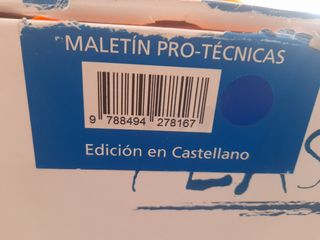 MALETÍN PRO-TÉCNICAS
9 788494 278167
Edición en Castellano